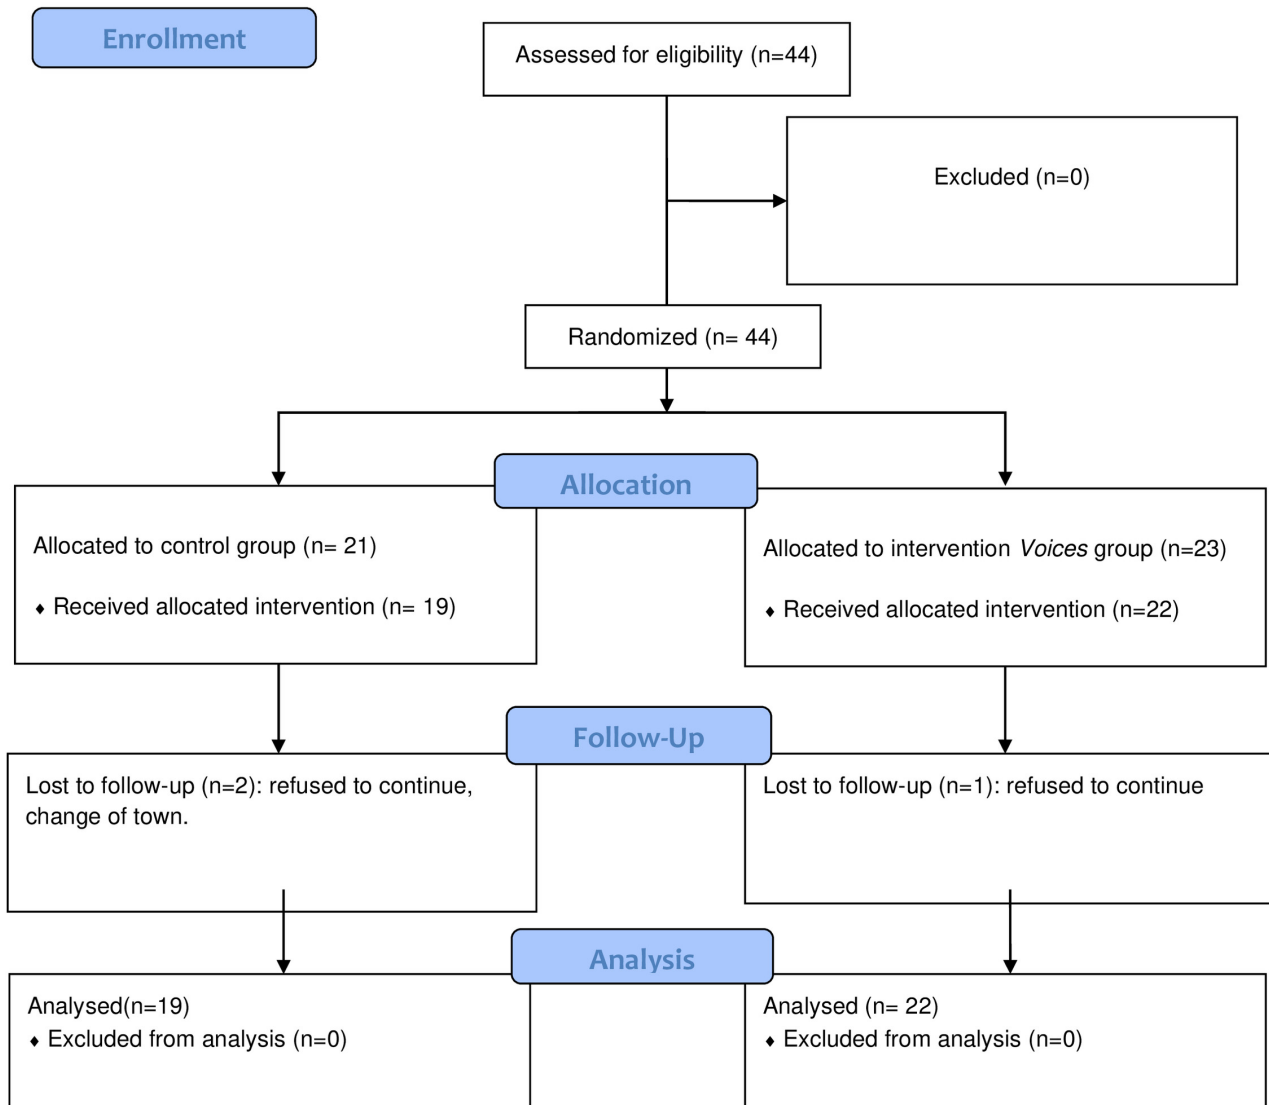 Enrollment
Assessed for eligibility (n=44)
Excluded (n=0)
Randomized (n= 44)
Allocation
Allocated to control group (n= 21)
♦ Received allocated intervention (n= 19)
Allocated to intervention Voices group (n=23)
♦ Received allocated intervention (n=22)
Follow-Up
Lost to follow-up (n=2): refused to continue,
change of town.
Lost to follow-up (n=1): refused to continue
Analysis
Analysed(n=19)
♦ Excluded from analysis (n=0)
Analysed (n= 22)
♦ Excluded from analysis (n=0)